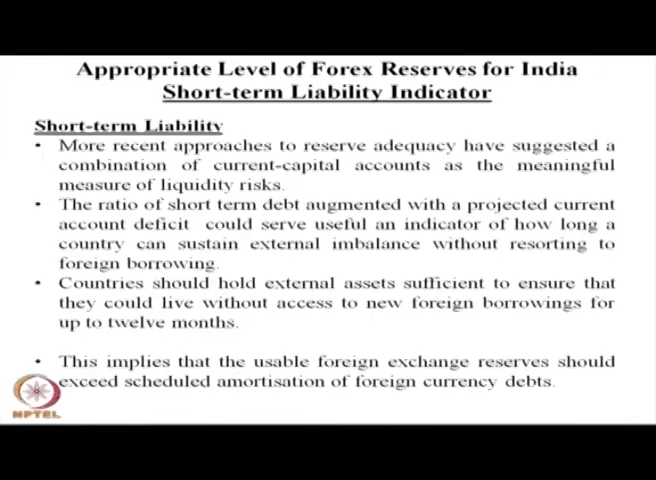 Appropriate Level of Forex Reserves for India
Short-term Liability Indicator
Short-term Liability
• More recent approaches to reserve adequacy have suggested a
combination of current-capital accounts as the meaningful
measure of liquidity risks.
• The ratio of short term debt augmented with a projected current
account deficit could serve useful an indicator of how long a
country can sustain external imbalance without resorting to
foreign borrowing.
• Countries should hold external assets sufficient to ensure that
they could live without access to new foreign borrowings for
up to twelve months.
• This implies that the usable foreign exchange reserves should
exceed scheduled amortisation of foreign currency debts.
NPTEL